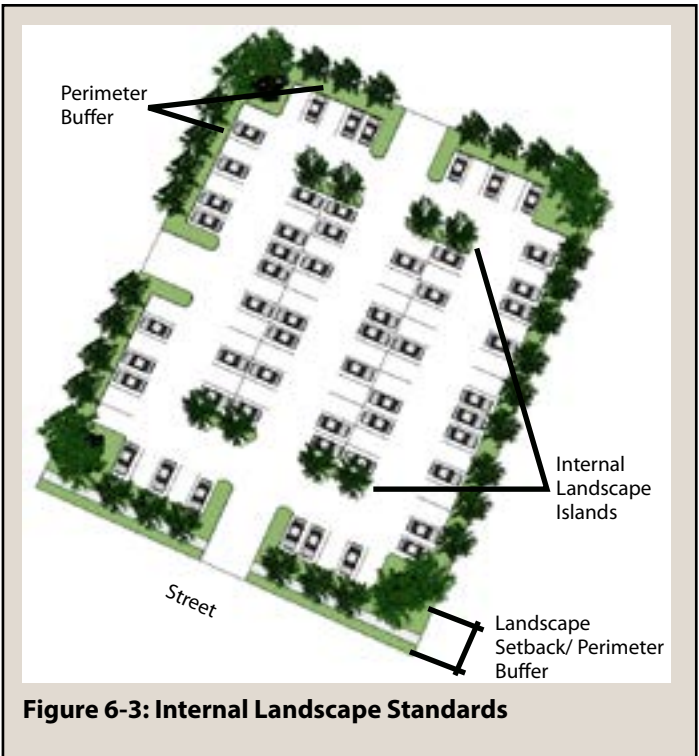 Perimeter
Buffer
Internal
Landscape
Islands
Street
Landscape
Setback/ Perimeter
Buffer
Figure 6-3: Internal Landscape Standards